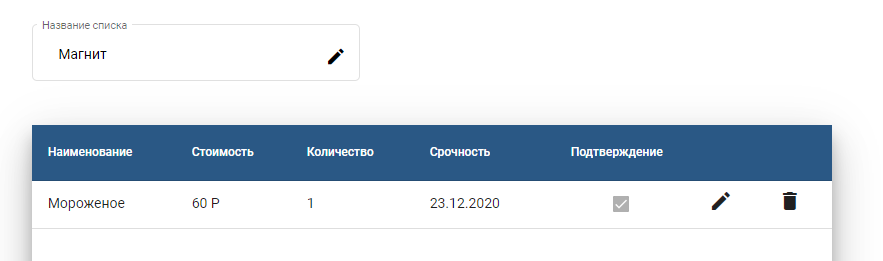 Название списка
Магнит
Наименование Стоимость Количество Срочность Подтверждение
Мороженое 60 Р 1 23.12.2020